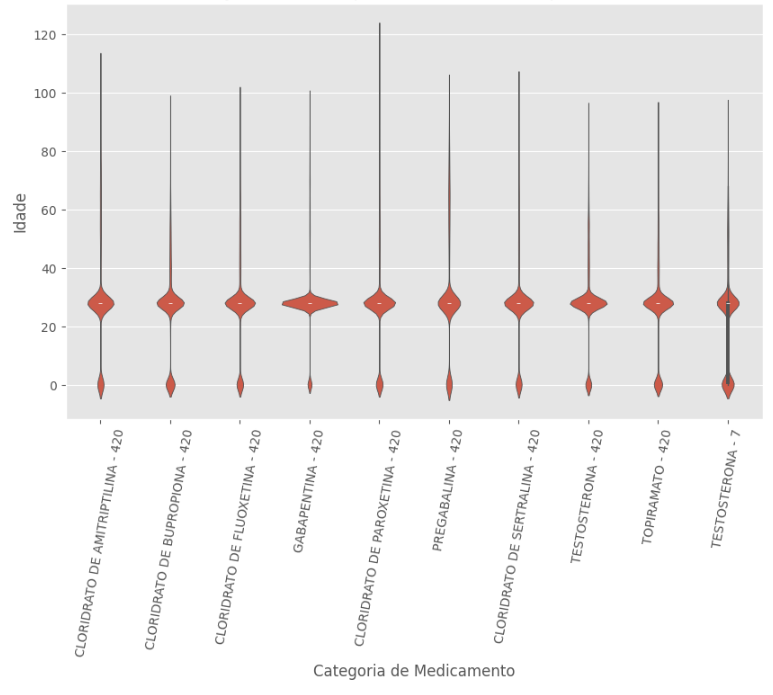 120
100
80
60
40
20
0
Idade
CLORIDRATO DE AMITRIPTILINA - 420
CLORIDRATO DE BUPROPIONA - 420
CLORIDRATO DE FLUOXETINA - 420
GABAPENTINA - 420
CLORIDRATO DE PAROXETINA - 420
PREGABALINA - 420
CLORIDRATO DE SERTRALINA - 420
TESTOSTERONA - 420
TOPIRAMATO - 420
TESTOSTERONA - 7
Categoria de Medicamento